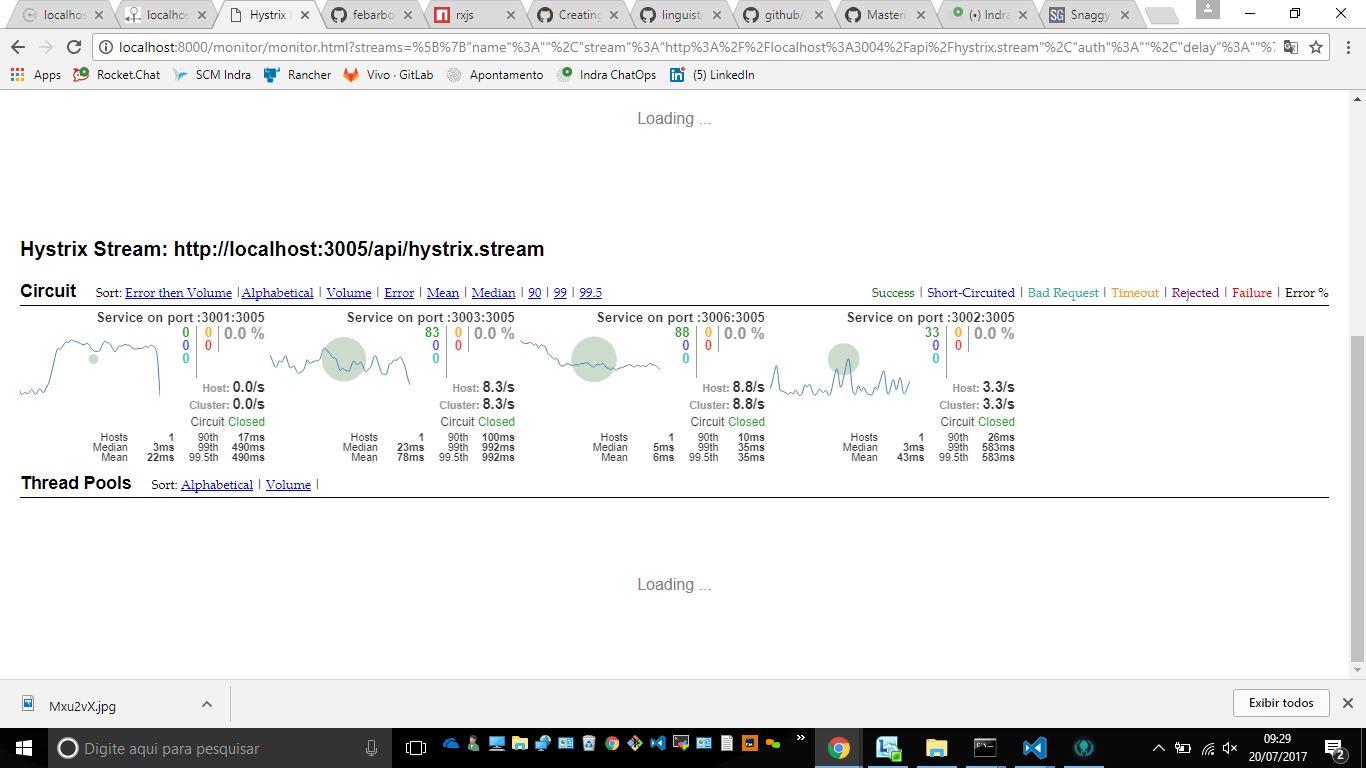 localhos
localhos
Hystrix
febarbo
rxjs
Creating
linguist/
github/
Masteri
(•) Indra
Snaggy
localhost:8000/monitor/monitor.html?streams=%5B%7B"name"%3A""%2C"stream"%3A"http%3A%2F%2Flocalhost%3A3004%2Fapi%2Fhystrix.stream"%2C"auth"%3A""%2C"delay"%3A""%
Apps Rocket.Chat SCM Indra Rancher Vivo · GitLab Apontamento Indra ChatOps (5) LinkedIn
Loading ...
Hystrix Stream: http://localhost:3005/api/hystrix.stream
Circuit Sort: Error then Volume | Alphabetical | Volume | Error | Mean | Median | 90 | 99 | 99.5
Success | Short-Circuited | Bad Request | Timeout | Rejected | Failure | Error %
Service on port :3001:3005
0 0 0.0 %
0 0
0
Host: 0.0/s
Cluster: 0.0/s
Circuit Closed
Hosts 1 90th 17ms
Median 3ms 99th 490ms
Mean 22ms 99.5th 490ms
Service on port :3003:3005
83 0 0.0 %
0 0
0
Host: 8.3/s
Cluster: 8.3/s
Circuit Closed
Hosts 1 90th 100ms
Median 23ms 99th 992ms
Mean 78ms 99.5th 992ms
Service on port :3006:3005
88 0 0.0 %
0 0
0
Host: 8.8/s
Cluster: 8.8/s
Circuit Closed
Hosts 1 90th 10ms
Median 5ms 99th 35ms
Mean 6ms 99.5th 35ms
Service on port :3002:3005
33 0 0.0 %
0 0
0
Host: 3.3/s
Cluster: 3.3/s
Circuit Closed
Hosts 1 90th 26ms
Median 3ms 99th 583ms
Mean 43ms 99.5th 583ms
Thread Pools Sort: Alphabetical | Volume |
Loading ...
Mxu2vX.jpg
Exibir todos
Digite aqui para pesquisar
09:29
20/07/2017
2